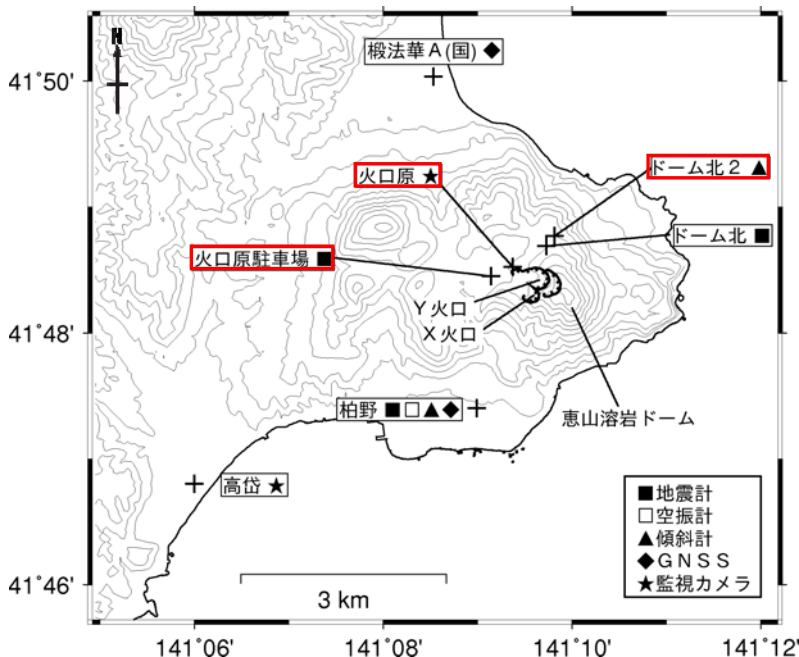 N
41°50'
椴法華A(国) ◆
火口原 ★
ドーム北2 ▲
ドーム北 ■
火口原駐車場 ■
Y火口
X火口
41°48'
柏野 ■□▲◆
恵山溶岩ドーム
高岱 ★
■地震計
□空振計
▲傾斜計
◆GNSS
★監視カメラ
41°46'
3 km
141°06'
141°08'
141°10'
141°12'